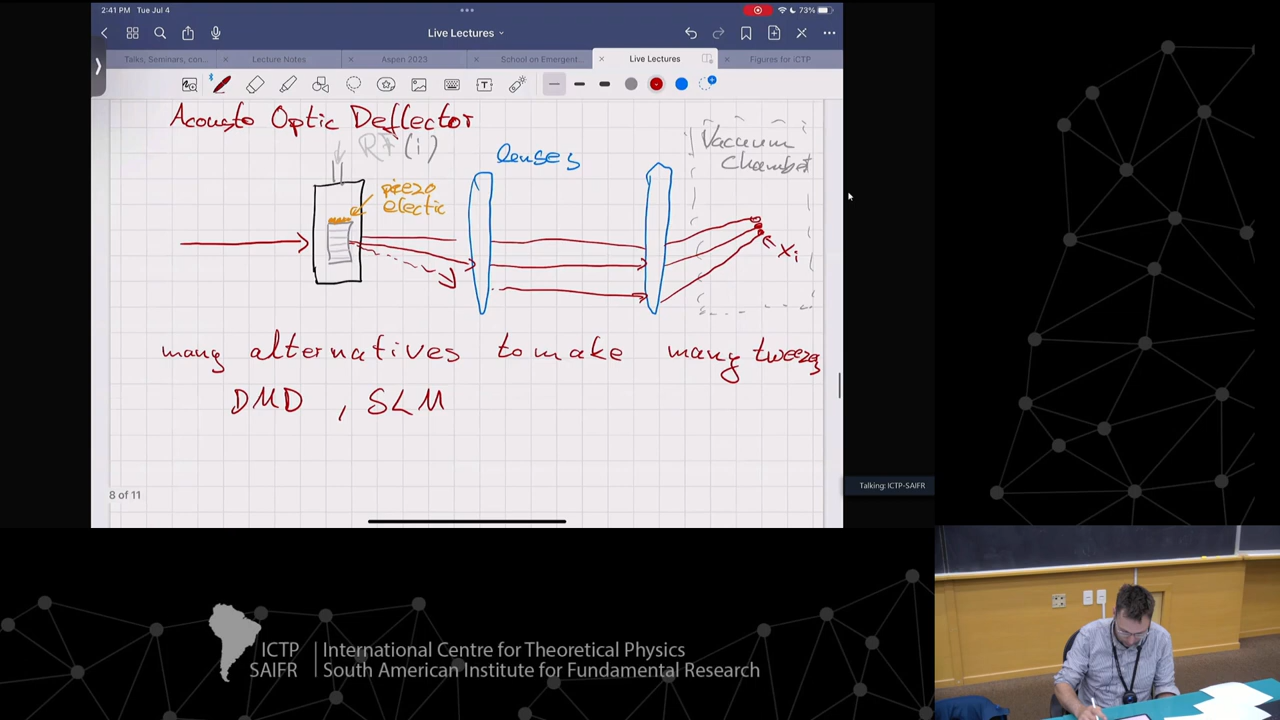 2:41 PM Tue Jul 4
73%
Live Lectures
Talks, Seminars, con...
Lecture Notes
Aspen 2023
School on Emergent...
Live Lectures
Figures for ICTP
Acousto Optic Deflector
RF (i)
lenses
Vacuum
Chamber
piezo
electic
xi
many alternatives to make many tweezers
DMD, SLM
8 of 11
Talking: ICTP-SAIFR
ICTP International Centre for Theoretical Physics
SAIFR South American Institute for Fundamental Research